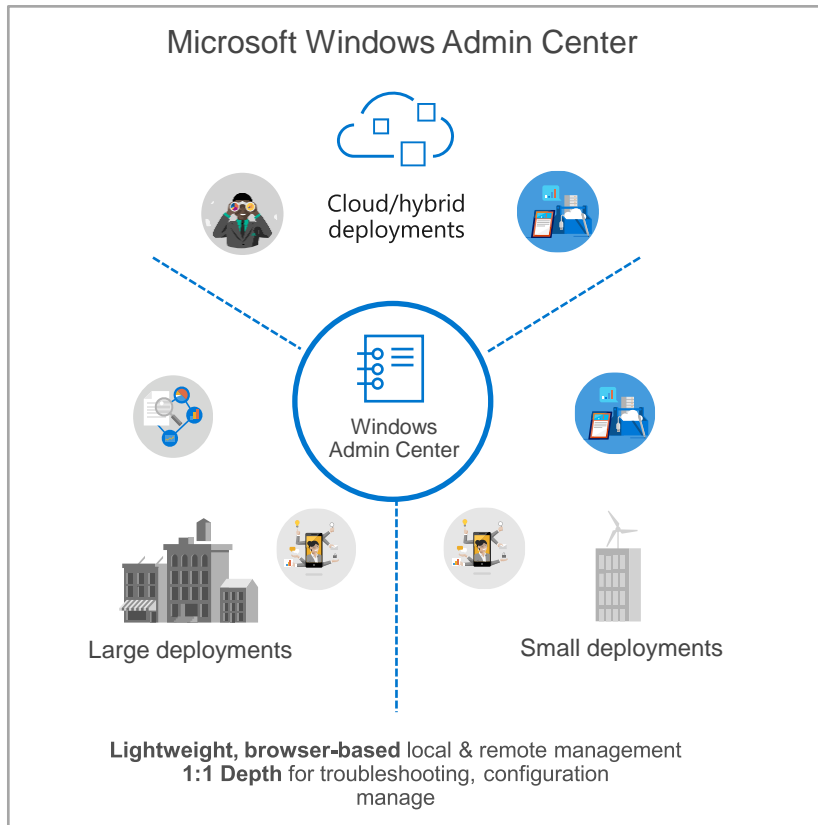 Microsoft Windows Admin Center
Cloud/hybrid
deployments
Windows
Admin Center
Large deployments
Small deployments
Lightweight, browser-based local & remote management
1:1 Depth for troubleshooting, configuration
manage